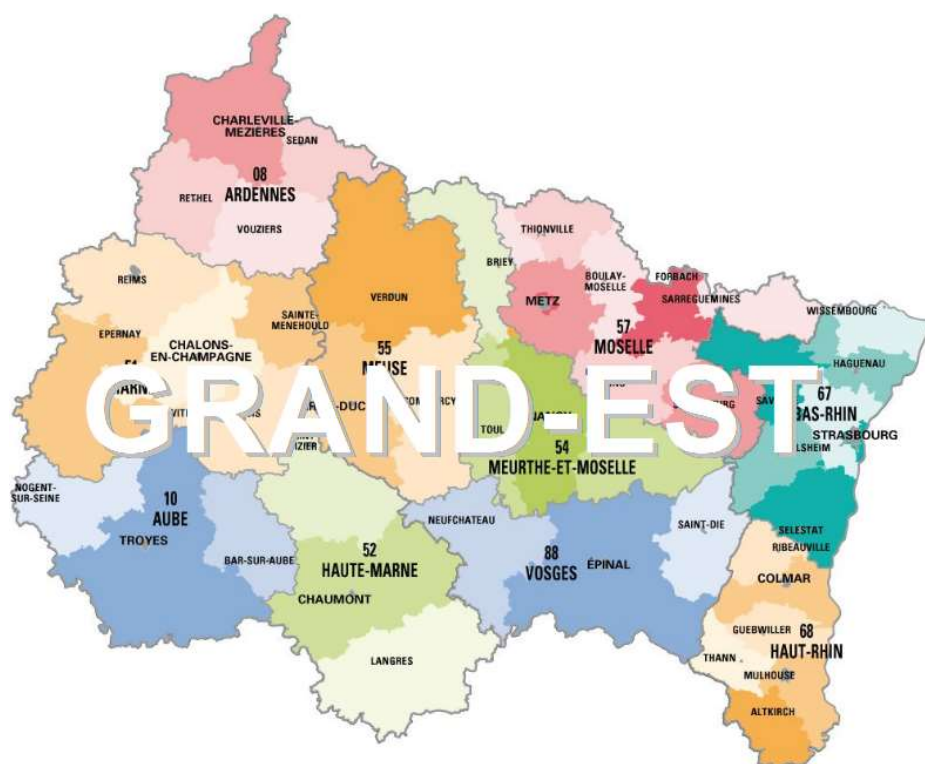 CHARLEVILLE-
MEZIÈRES
SEDAN
08
ARDENNES
RETHEL
VOUZIERS
THIONVILLE
BRIEY
BOULAY-
MOSELLE
FORBACH
REIMS
VERDUN
METZ
SARREGUEMINES
SAINTE-
MENEHOULD
WISSEMBOURG
EPERNAY
CHALONS-
EN-CHAMPAGNE
55
MEUSE
57
MOSELLE
HAGUENAU
67
BAS-RHIN
GRAND-EST
TOUL
STRASBOURG
54
MEURTHE-ET-MOSELLE
NOGENT-
SUR-SEINE
10
AUBE
TROYES
BAR-SUR-AUBE
NEUFCHATEAU
SAINT-DIE
SELESTAT
RIBEAUVILLE
52
HAUTE-MARNE
88
VOSGES
ÉPINAL
CHAUMONT
COLMAR
GUEBWILLER
68
HAUT-RHIN
LANGRES
THANN
MULHOUSE
ALTKIRCH